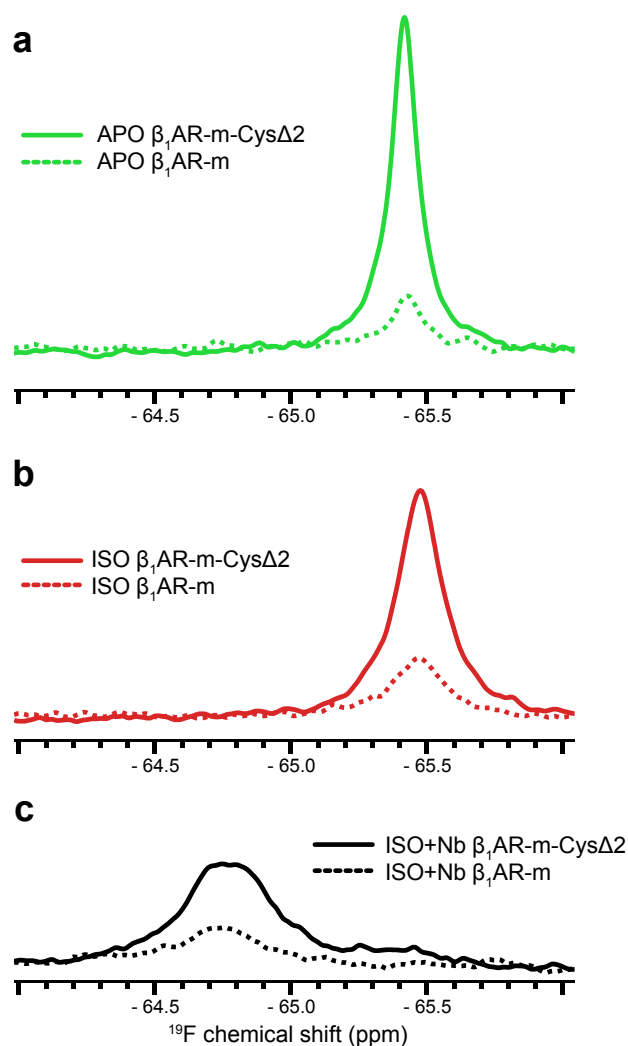 a
APO β₁AR-m-CysΔ2
APO β₁AR-m
- 64.5 - 65.0 - 65.5
b
ISO β₁AR-m-CysΔ2
ISO β₁AR-m
- 64.5 - 65.0 - 65.5
c
ISO+Nb β₁AR-m-CysΔ2
ISO+Nb β₁AR-m
- 64.5 - 65.0 - 65.5
¹⁹F chemical shift (ppm)